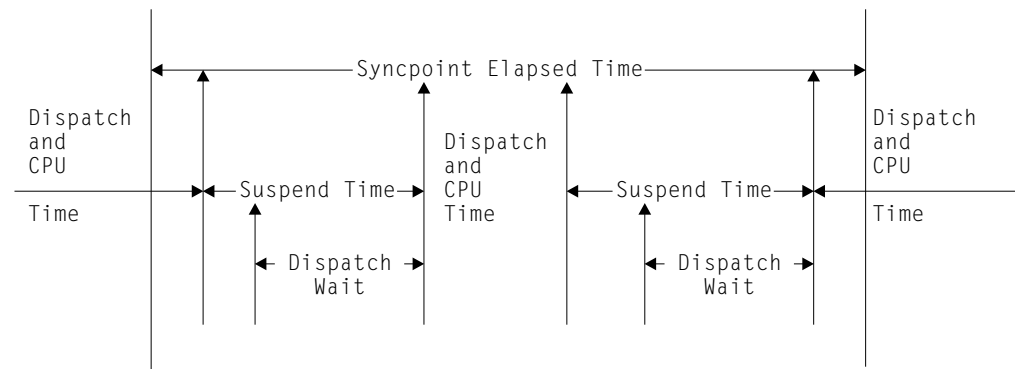 Syncpoint Elapsed Time
Dispatch
and
CPU
Time
Suspend Time
Dispatch
Wait
Dispatch
and
CPU
Time
Suspend Time
Dispatch
Wait
Dispatch
and
CPU
Time